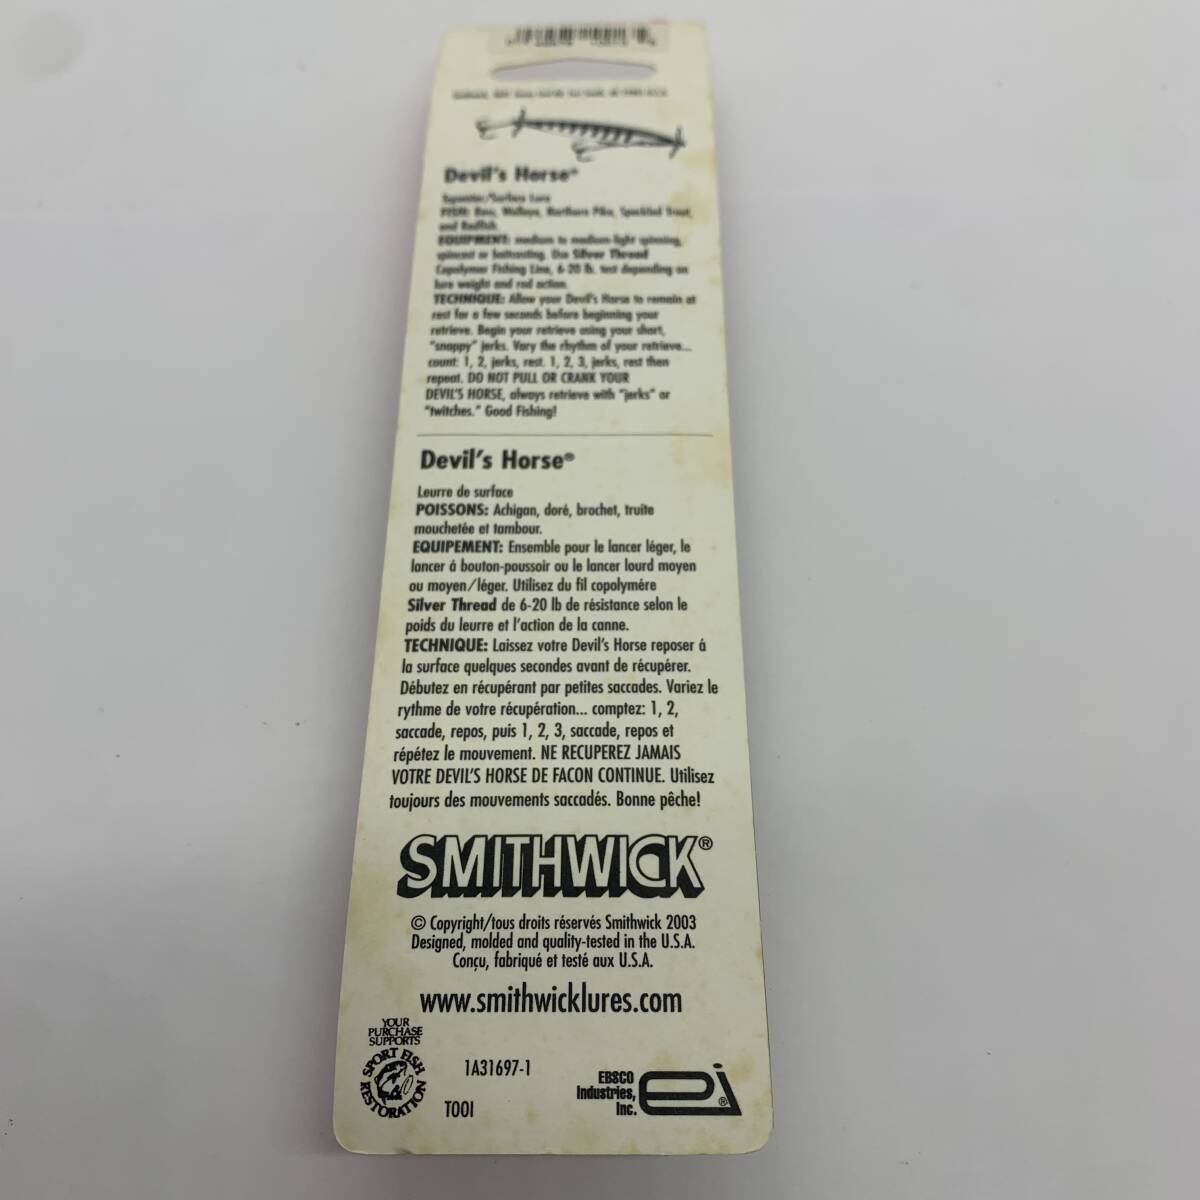 Devil's Horse®
Topwater/Surface Lure
FISH: Bass, Walleye, Northern Pike, Speckled Trout,
and Redfish.
EQUIPMENT: medium to medium-light spinning,
spincast or baitcasting. Use Silver Thread
Copolymer Fishing Line, 6-20 lb. test depending on
lure weight and rod action.
TECHNIQUE: Allow your Devil's Horse to remain at
rest for a few seconds before beginning your
retrieve. Begin your retrieve using your short,
"snappy" jerks. Vary the rhythm of your retrieve...
count: 1, 2, jerks, rest. 1, 2, 3, jerks, rest then
repeat. DO NOT PULL OR CRANK YOUR
DEVIL'S HORSE, always retrieve with "jerks" or
"twitches." Good Fishing!
Devil's Horse®
Leurre de surface
POISSONS: Achigan, doré, brochet, truite
mouchetée et tambour.
EQUIPEMENT: Ensemble pour le lancer léger, le
lancer á bouton-poussoir ou le lancer lourd moyen
ou moyen/léger. Utilisez du fil copolymére
Silver Thread de 6-20 lb de résistance selon le
poids du leurre et l'action de la canne.
TECHNIQUE: Laissez votre Devil's Horse reposer á
la surface quelques secondes avant de récupérer.
Débutez en récupérant par petites saccades. Variez le
rythme de votre récupération... comptez: 1, 2,
saccade, repos, puis 1, 2, 3, saccade, repos et
répétez le mouvement. NE RECUPEREZ JAMAIS
VOTRE DEVIL'S HORSE DE FACON CONTINUE. Utilisez
toujours des mouvements saccadés. Bonne pêche!
SMITHWICK®
© Copyright/tous droits réservés Smithwick 2003
Designed, molded and quality-tested in the U.S.A.
Conçu, fabriqué et testé aux U.S.A.
www.smithwicklures.com
YOUR
PURCHASE
SUPPORTS
SPORT FISH
RESTORATION
1A31697-1
T00I
EBSCO
Industries,
Inc.
ei®